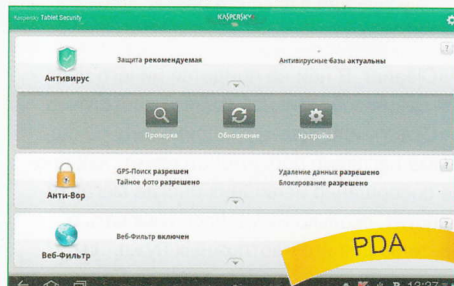 Kaspersky Tablet Security
KASPERSKY
Защита рекомендуемая
Антивирусные базы актуальны
Антивирус
Проверка
Обновление
Настройка
GPS-Поиск разрешен
Тайное фото разрешено
Удаление данных разрешено
Блокирование разрешено
Анти-Вор
Веб-Фильтр включен
Веб-Фильтр
PDA